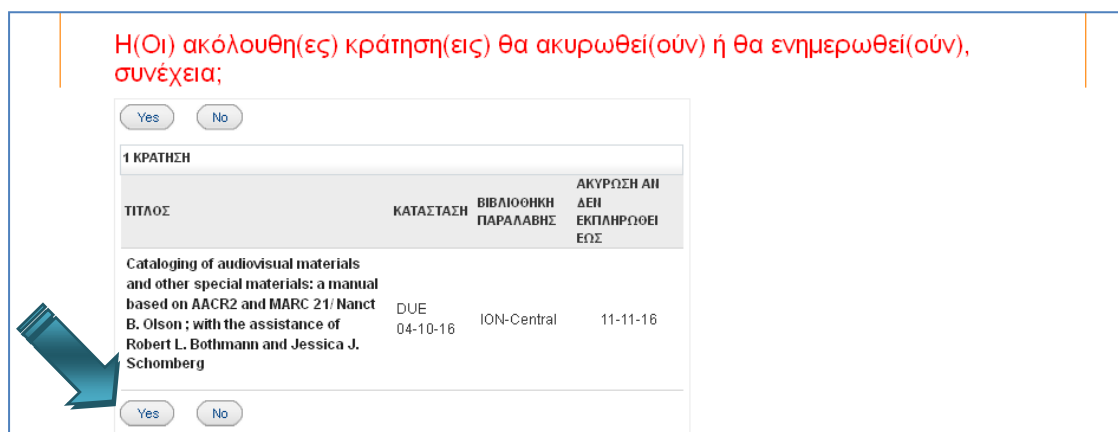 Η(Οι) ακόλουθη(ες) κράτηση(εις) θα ακυρωθεί(ούν) ή θα ενημερωθεί(ούν),
συνέχεια;
Yes No
1 ΚΡΑΤΗΣΗ
ΤΙΤΛΟΣ ΚΑΤΑΣΤΑΣΗ ΒΙΒΛΙΟΘΗΚΗ ΠΑΡΑΛΑΒΗΣ ΑΚΥΡΩΣΗ ΑΝ ΔΕΝ ΕΚΠΛΗΡΩΘΕΙ ΕΩΣ
Cataloging of audiovisual materials
and other special materials: a manual
based on AACR2 and MARC 21/ Nanct
B. Olson ; with the assistance of
Robert L. Bothmann and Jessica J.
Schomberg
DUE
04-10-16
ION-Central
11-11-16
Yes No